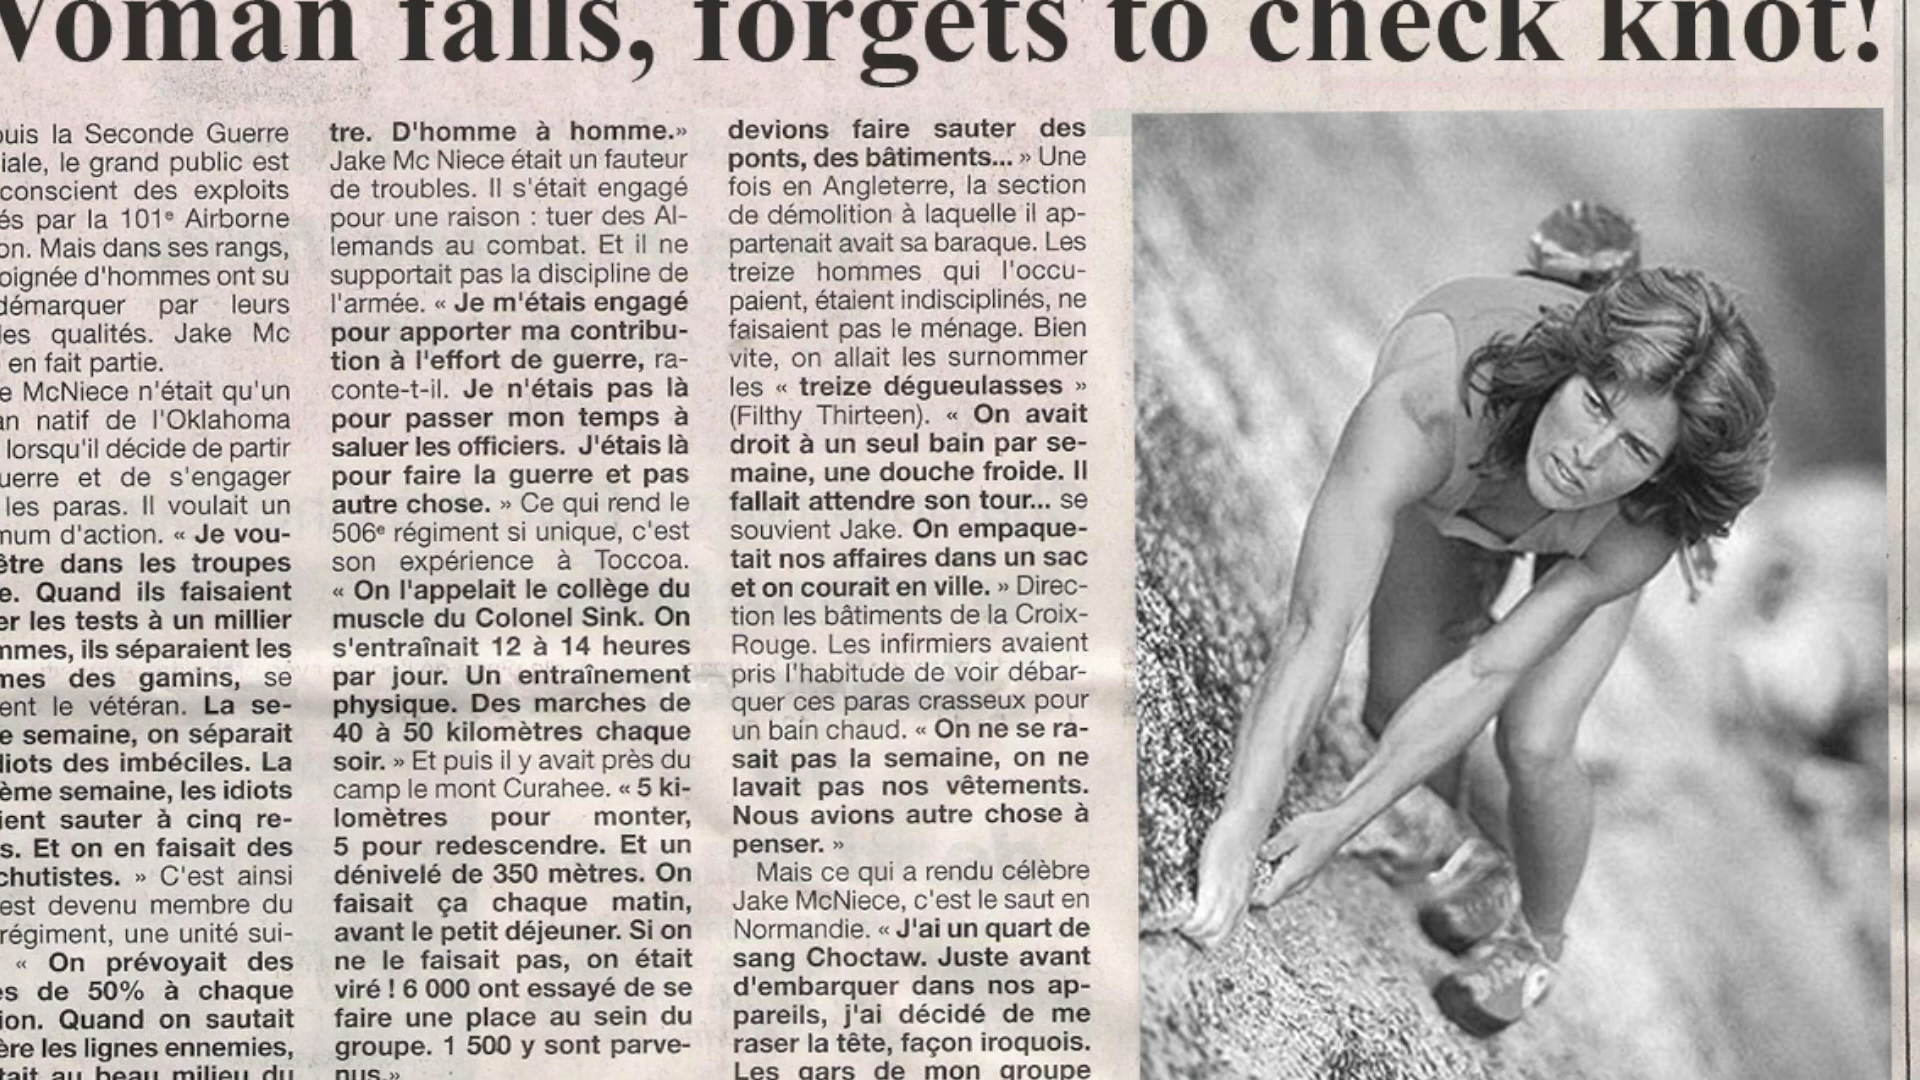 Woman falls, forgets to check knot!
la Seconde Guerre
le grand public est
conscient des exploits
par la 101e Airborne
Mais dans ses rangs,
d'hommes ont su
démarquer par leurs
qualités. Jake Mc
en fait partie.
McNiece n'était qu'un
natif de l'Oklahoma
lorsqu'il décide de partir
et de s'engager
les paras. Il voulait un
d'action. « Je vou-
être dans les troupes
Quand ils faisaient
les tests à un millier
ils séparaient les
des gamins, se
le vétéran. La se-
semaine, on séparait
des imbéciles. La
semaine, les idiots
sauter à cinq re-
Et on en faisait des
» C'est ainsi
est devenu membre du
régiment, une unité sui-
« On prévoyait des
de 50% à chaque
Quand on sautait
les lignes ennemies,
au beau milieu du
tre. D'homme à homme.»
Jake Mc Niece était un fauteur
de troubles. Il s'était engagé
pour une raison : tuer des Al-
lemands au combat. Et il ne
supportait pas la discipline de
l'armée. « Je m'étais engagé
pour apporter ma contribu-
tion à l'effort de guerre, ra-
conte-t-il. Je n'étais pas là
pour passer mon temps à
saluer les officiers. J'étais là
pour faire la guerre et pas
autre chose. » Ce qui rend le
506e régiment si unique, c'est
son expérience à Toccoa.
« On l'appelait le collège du
muscle du Colonel Sink. On
s'entraînait 12 à 14 heures
par jour. Un entraînement
physique. Des marches de
40 à 50 kilomètres chaque
soir. » Et puis il y avait près du
camp le mont Curahee. « 5 ki-
lomètres pour monter,
5 pour redescendre. Et un
dénivelé de 350 mètres. On
faisait ça chaque matin,
avant le petit déjeuner. Si on
ne le faisait pas, on était
viré ! 6 000 ont essayé de se
faire une place au sein du
groupe. 1 500 y sont parve-
nus.»
devions faire sauter des
ponts, des bâtiments... » Une
fois en Angleterre, la section
de démolition à laquelle il ap-
partenait avait sa baraque. Les
treize hommes qui l'occu-
paient, étaient indisciplinés, ne
faisaient pas le ménage. Bien
vite, on allait les surnommer
les « treize dégueulasses »
(Filthy Thirteen). « On avait
droit à un seul bain par se-
maine, une douche froide. Il
fallait attendre son tour... se
souvient Jake. On empaque-
tait nos affaires dans un sac
et on courait en ville. » Direc-
tion les bâtiments de la Croix-
Rouge. Les infirmiers avaient
pris l'habitude de voir débar-
quer ces paras crasseux pour
un bain chaud. « On ne se ra-
sait pas la semaine, on ne
lavait pas nos vêtements.
Nous avions autre chose à
penser. »
Mais ce qui a rendu célèbre
Jake McNiece, c'est le saut en
Normandie. « J'ai un quart de
sang Choctaw. Juste avant
d'embarquer dans nos ap-
pareils, j'ai décidé de me
raser la tête, façon iroquois.
Les gars de mon groupe